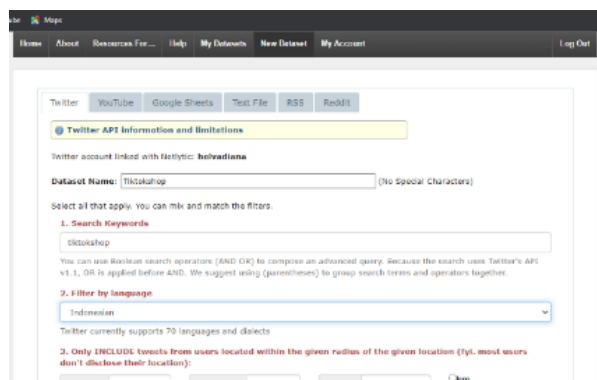 Maps
Home About Resources For... Help My Datasets New Dataset My Account Log Out
Twitter YouTube Google Sheets Text File RSS Reddit
Twitter API information and limitations
Twitter account linked with Netlytic: helvadiana
Dataset Name: Tiktokshop (No Special Characters)
Select all that apply. You can mix and match the filters.
1. Search Keywords
tiktokshop
You can use Boolean search operators (AND OR) to compose an advanced query. Because the search uses Twitter's API
v1.1, OR is applied before AND. We suggest using (parentheses) to group search terms and operators together.
2. Filter by language
Indonesian
Twitter currently supports 70 languages and dialects
3. Only INCLUDE tweets from users located within the given radius of the given location (fyi. most users
don't disclose their location):